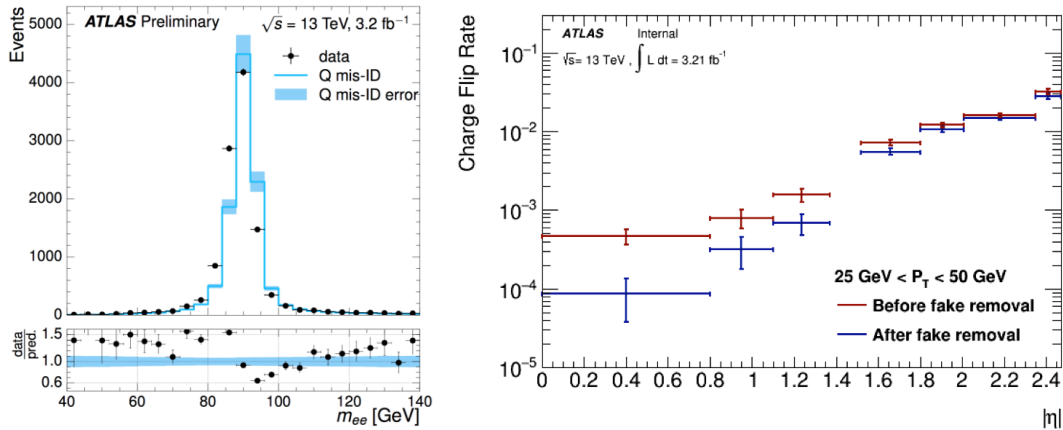 ATLAS Preliminary
√s = 13 TeV, 3.2 fb⁻¹
data
Q mis-ID
Q mis-ID error
Events
5000
4000
3000
2000
1000
0
data
pred.
1.5
1.0
0.6
40 60 80 100 120 140
mₑₑ [GeV]
ATLAS Internal
√s= 13 TeV , ∫ L dt = 3.21 fb⁻¹
Charge Flip Rate
10⁻¹
10⁻²
10⁻³
10⁻⁴
10⁻⁵
25 GeV < P_T < 50 GeV
Before fake removal
After fake removal
0 0.2 0.4 0.6 0.8 1 1.2 1.4 1.6 1.8 2 2.2 2.4
|η|